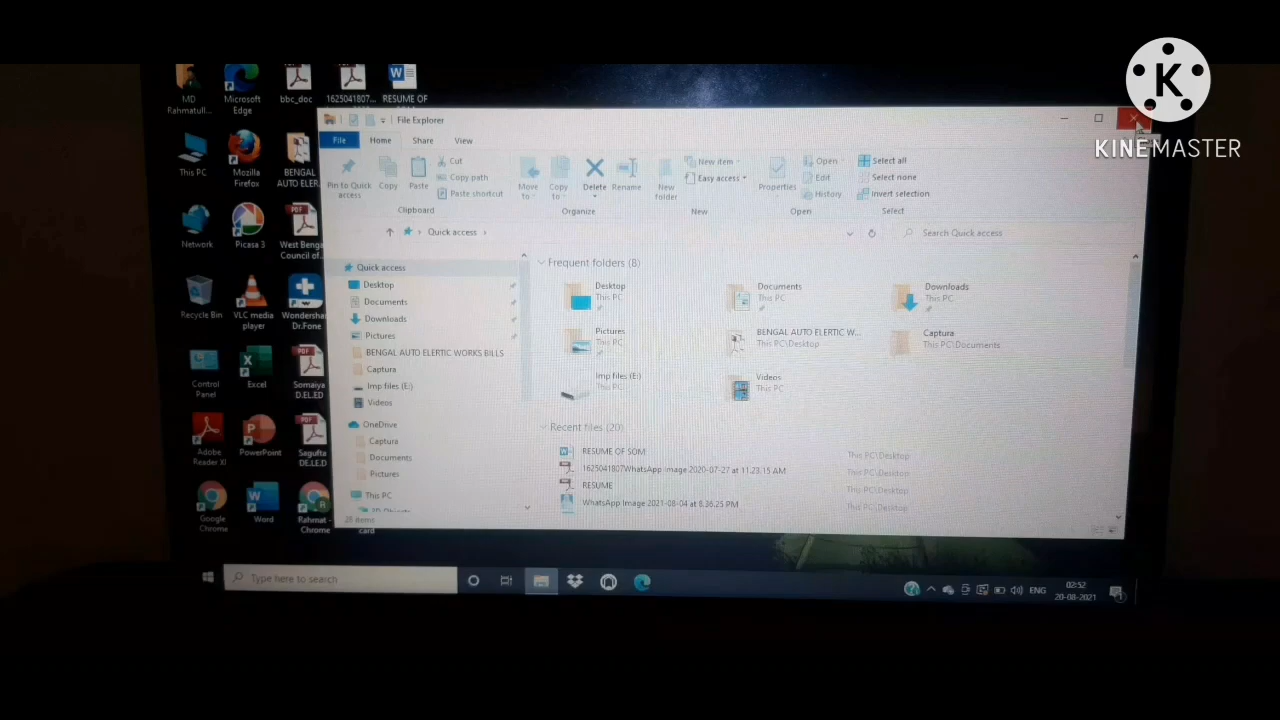 KINEMASTER
MD
Rahmatull...
Microsoft
Edge
bbc_doc
1625041807...
RESUME OF
This PC
Mozilla
Firefox
BENGAL
AUTO ELER
Network
Picasa 3
West Bengal
Council of...
Recycle Bin
VLC media
player
Wondersha
Dr.Fone
Control
Panel
Excel
Somaiya
D.EL.ED
Adobe
Reader XI
PowerPoint
Sagufta
DE.LE.D
Google
Chrome
Word
Rahmat -
Chrome
card
File Explorer
File Home Share View
Pin to Quick
access
Copy
Paste
Cut
Copy path
Paste shortcut
Clipboard
Move
to
Copy
to
Delete
Rename
Organize
New
folder
New item
Easy access
New
Properties
Open
Edit
History
Open
Select all
Select none
Invert selection
Select
Quick access
Search Quick access
Quick access
Desktop
Documents
Downloads
Pictures
BENGAL AUTO ELERTIC WORKS BILLS
Captura
Imp files (E:)
Videos
OneDrive
Captura
Documents
Pictures
This PC
3D Objects
28 items
Frequent folders (8)
Desktop
This PC
Documents
This PC
Downloads
This PC
Pictures
This PC
BENGAL AUTO ELERTIC W...
This PC\Desktop
Captura
This PC\Documents
Imp files (E:)
This PC
Videos
This PC
Recent files (20)
RESUME OF SOM
This PC\Desktop
1625041807WhatsApp Image 2020-07-27 at 11.23.15 AM
This PC\Desktop
RESUME
This PC\Desktop
WhatsApp Image 2021-08-04 at 8.36.25 PM
This PC\Desktop
Type here to search
ENG
02:52
20-08-2021